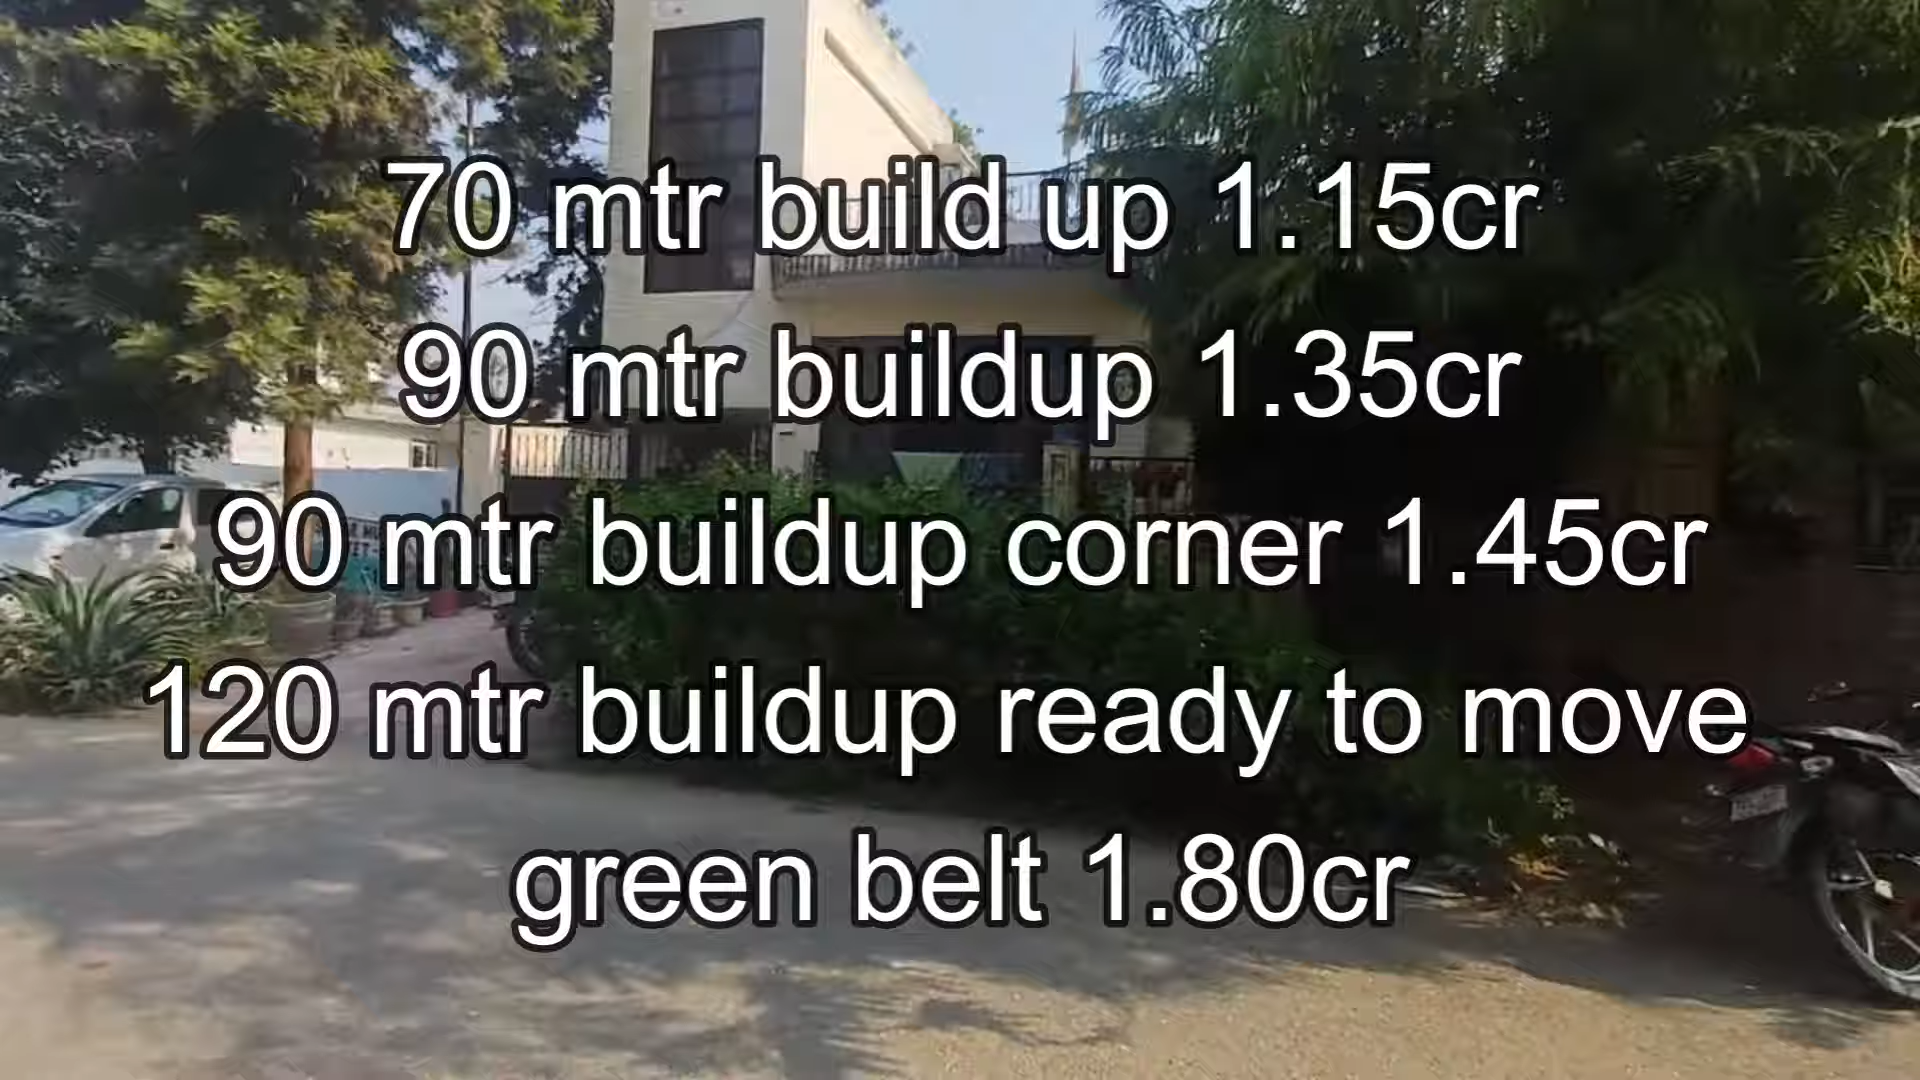 70 mtr build up 1.15cr
90 mtr buildup 1.35cr
90 mtr buildup corner 1.45cr
120 mtr buildup ready to move
green belt 1.80cr